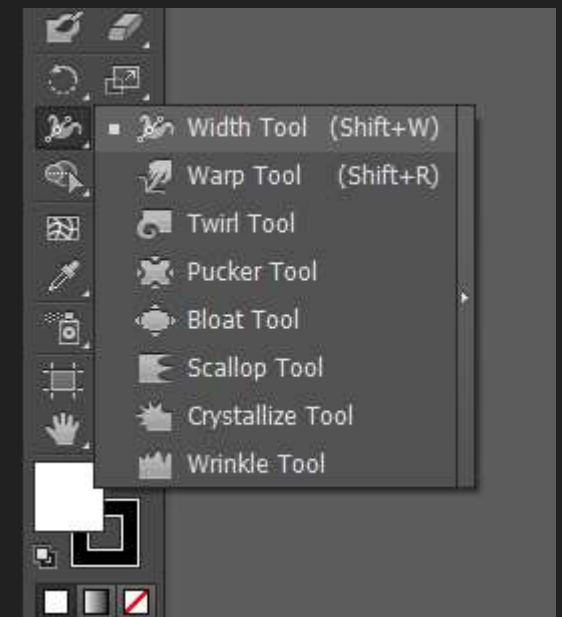 Width Tool (Shift+W)
Warp Tool (Shift+R)
Twirl Tool
Pucker Tool
Bloat Tool
Scallop Tool
Crystallize Tool
Wrinkle Tool